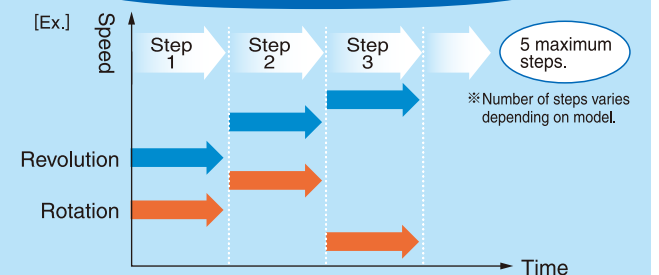 [Ex.]
Speed
Step
1
Step
2
Step
3
5 maximum
steps.
※Number of steps varies
depending on model.
Revolution
Rotation
Time